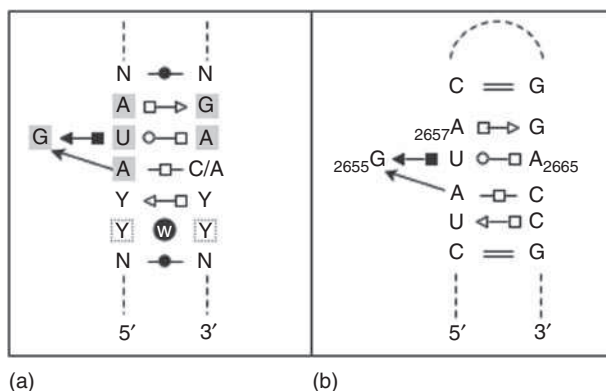 N N
A G
G U A
A C/A
Y Y
Y W Y
N N
5′ 3′
(a)
C G
2657A G
2655G U A2665
A C
U C
C G
5′ 3′
(b)